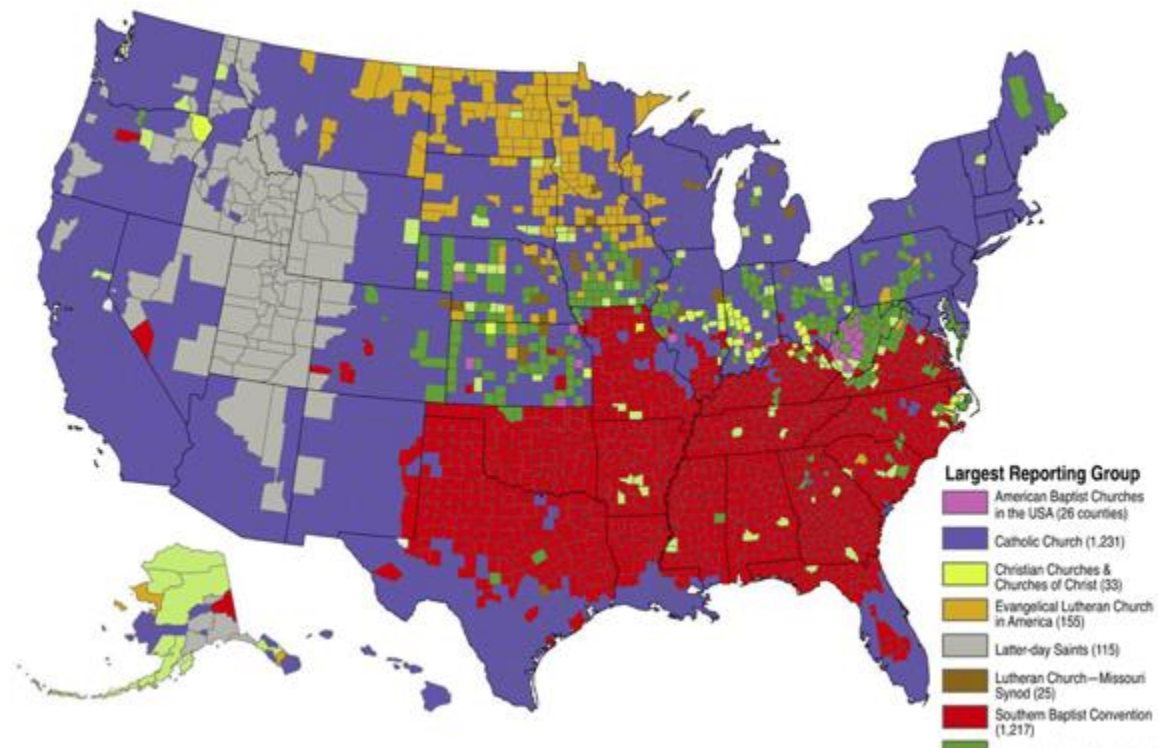 Largest Reporting Group
American Baptist Churches
in the USA (26 counties)
Catholic Church (1,231)
Christian Churches &
Churches of Christ (33)
Evangelical Lutheran Church
in America (155)
Latter-day Saints (115)
Lutheran Church—Missouri
Synod (25)
Southern Baptist Convention
(1,217)